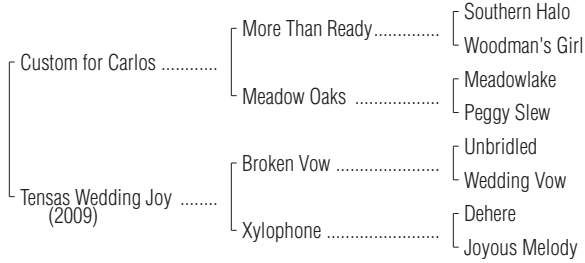 Southern Halo
More Than Ready..............
Woodman's Girl
Custom for Carlos ............
Meadowlake
Meadow Oaks ..................
Peggy Slew
Unbridled
Broken Vow ......................
Wedding Vow
Tensas Wedding Joy ........
(2009)
Dehere
Xylophone ........................
Joyous Melody